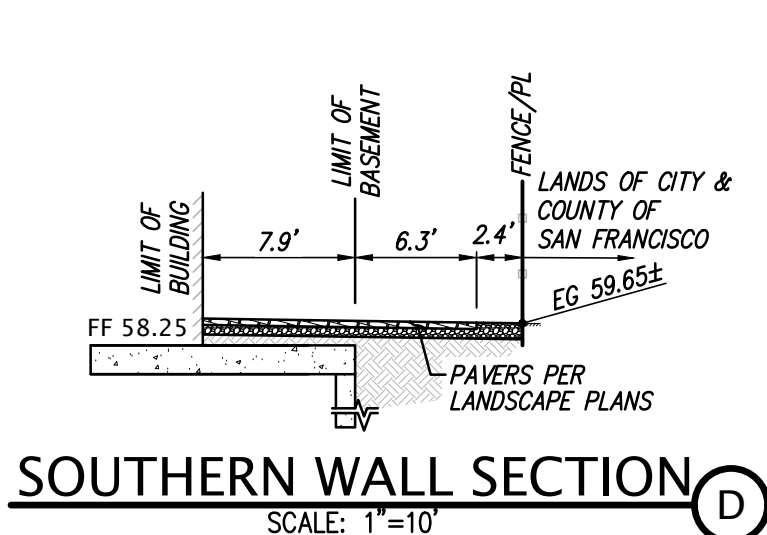 LIMIT OF
BUILDING
LIMIT OF
BASEMENT
FENCE/PL
LANDS OF CITY &
COUNTY OF
SAN FRANCISCO
7.9'
6.3'
2.4'
EG 59.65±
FF 58.25
PAVERS PER
LANDSCAPE PLANS
SOUTHERN WALL SECTION
D
SCALE: 1"=10'